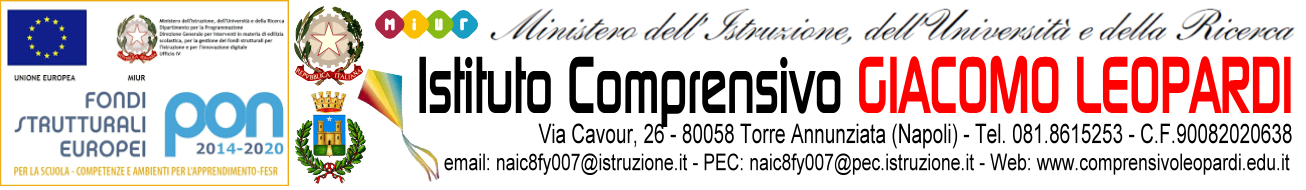 UNIONE EUROPEA
Ministero dell'Istruzione, dell'Università e della Ricerca
Dipartimento per la Programmazione
Direzione Generale per interventi in materia di edilizia
scolastica, per la gestione dei fondi strutturali per
l'istruzione e per l'innovazione digitale
Ufficio IV
MIUR
FONDI
STRUTTURALI
EUROPEI
pon
2014-2020
PER LA SCUOLA - COMPETENZE E AMBIENTI PER L'APPRENDIMENTO-FESR
REPVBBLICA ITALIANA
MIUR
Ministero dell'Istruzione, dell'Università e della Ricerca
Istituto Comprensivo GIACOMO LEOPARDI
Via Cavour, 26 - 80058 Torre Annunziata (Napoli) - Tel. 081.8615253 - C.F.90082020638
email: naic8fy007@istruzione.it - PEC: naic8fy007@pec.istruzione.it - Web: www.comprensivoleopardi.edu.it